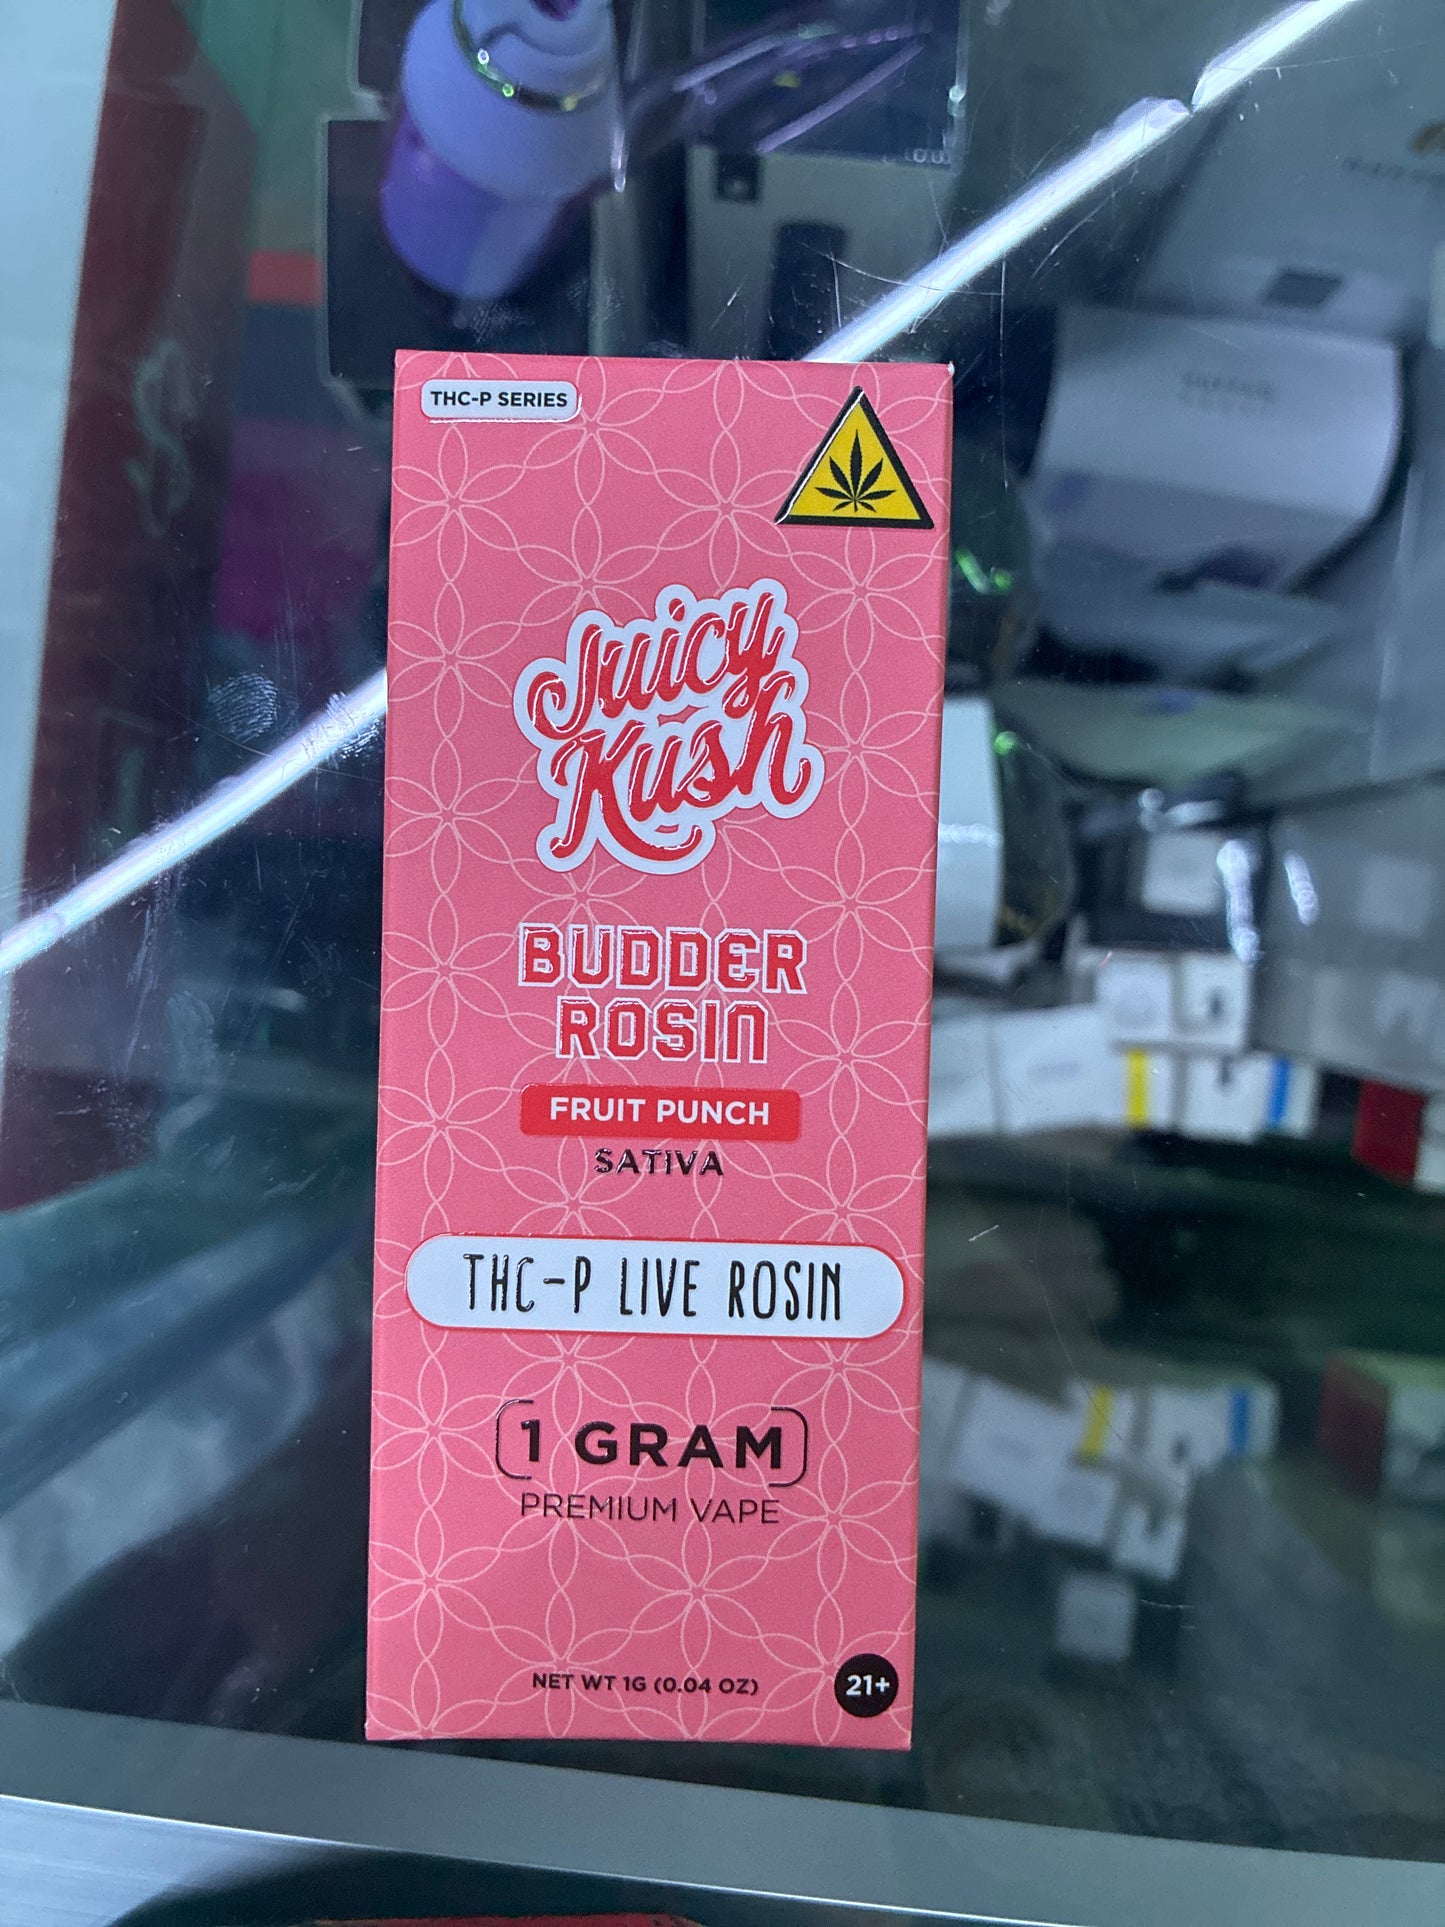 THC-P SERIES
Juicy
Kush
BUDDER
ROSIN
FRUIT PUNCH
SATIVA
THC-P LIVE ROSIN
1 GRAM
PREMIUM VAPE
NET WT 1G (0.04 OZ)
21+